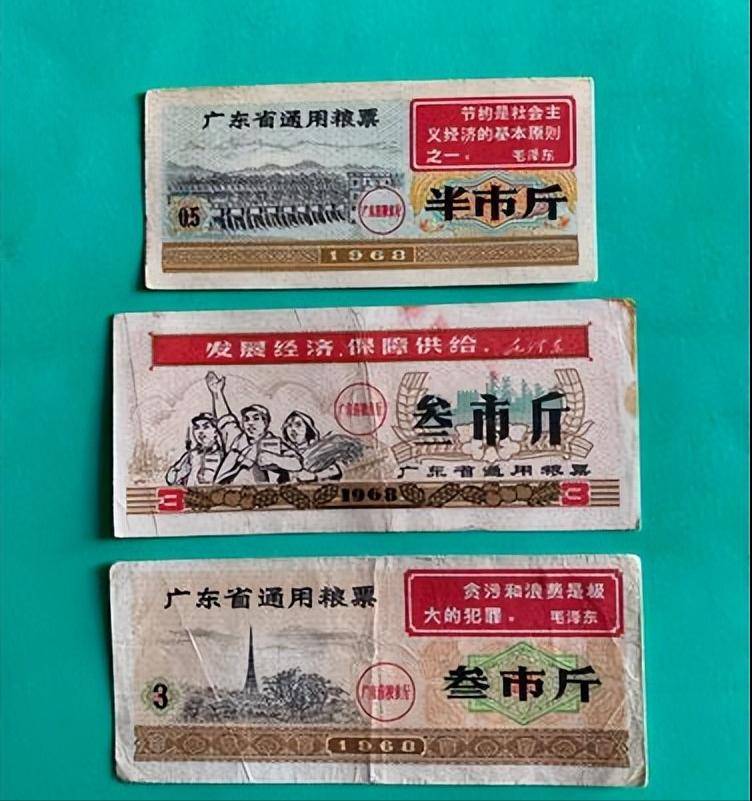 广东省通用粮票
节约是社会主
义经济的基本原则
之一。 毛泽东
0.5
半市斤
1968
发展经济、保障供给。 毛泽东
叁市斤
广东省通用粮票
3
1968
3
广东省通用粮票
贪污和浪费是极
大的犯罪。 毛泽东
3
叁市斤
1968